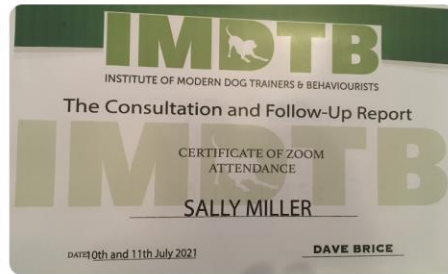 IMDTB
INSTITUTE OF MODERN DOG TRAINERS & BEHAVIOURISTS
The Consultation and Follow-Up Report
IMDTB
CERTIFICATE OF ZOOM
ATTENDANCE
SALLY MILLER
DATE: 10th and 11th July 2021
DAVE BRICE